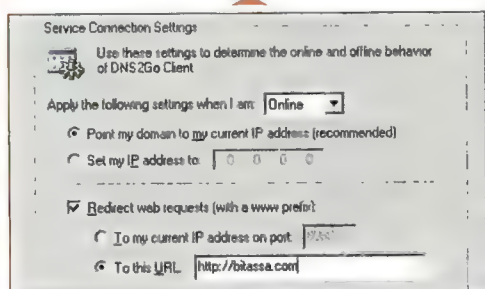 Service Connection Settings
Use these settings to determine the online and offline behavior
of DNS2Go Client
Apply the following settings when I am: Online
Point my domain to my current IP address (recommended)
Set my IP address to: 0 0 0 0
Redirect web requests (with a www prefix):
To my current IP address on port
To this URL http://bitassa.com